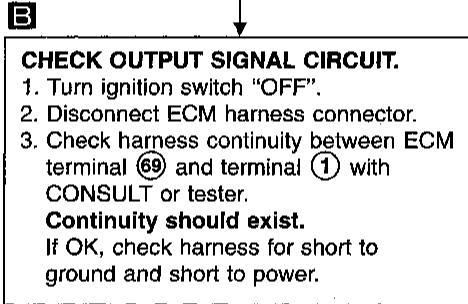 B
CHECK OUTPUT SIGNAL CIRCUIT.
1. Turn ignition switch “OFF”.
2. Disconnect ECM harness connector.
3. Check harness continuity between ECM
terminal 69 and terminal 1 with
CONSULT or tester.
Continuity should exist.
If OK, check harness for short to
ground and short to power.